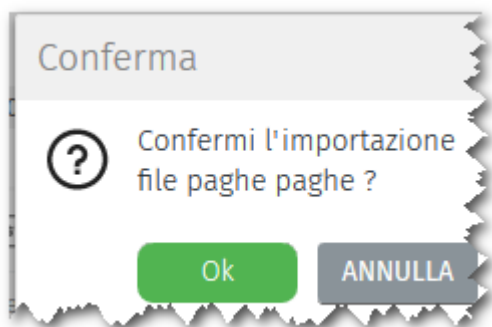 Conferma
Confermi l'importazione
file paghe paghe ?
Ok
ANNULLA